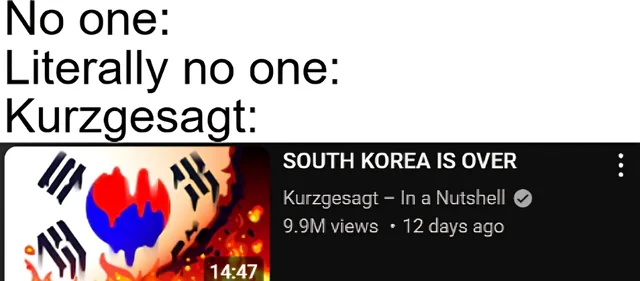 No one:
Literally no one:
Kurzgesagt:
SOUTH KOREA IS OVER
Kurzgesagt – In a Nutshell
9.9M views • 12 days ago
14:47